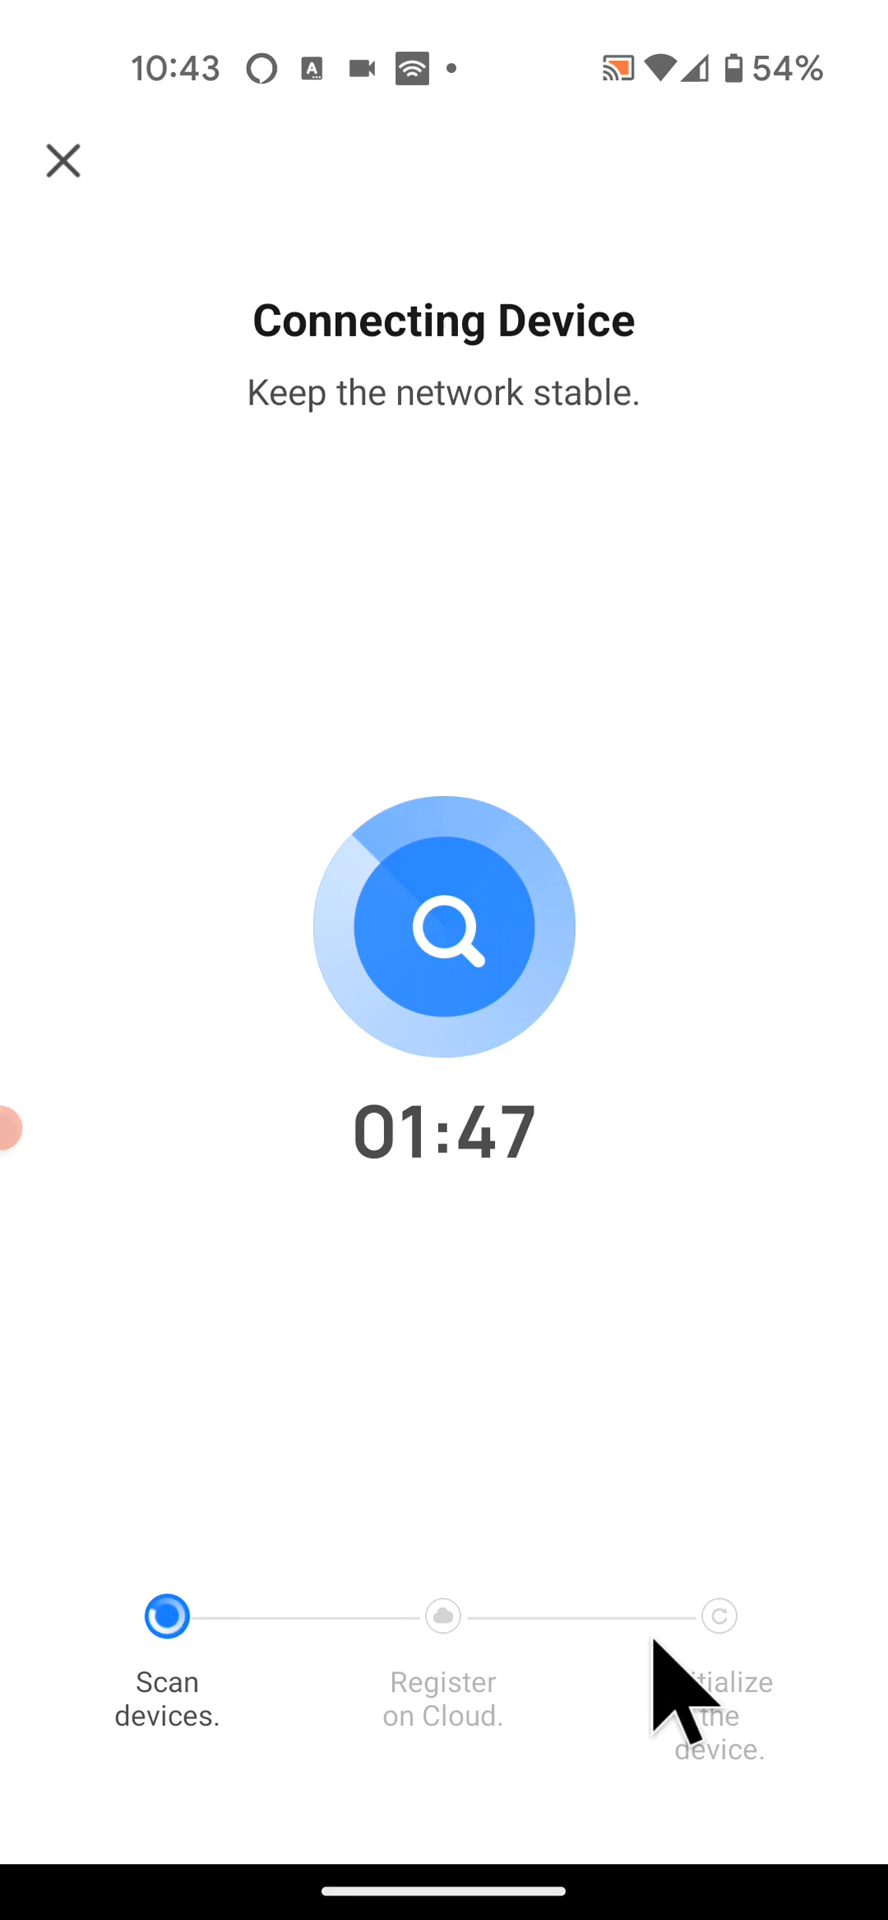 10:43 A 54%
Connecting Device
Keep the network stable.
01:47
Scan
devices.
Register
on Cloud.
the
device.